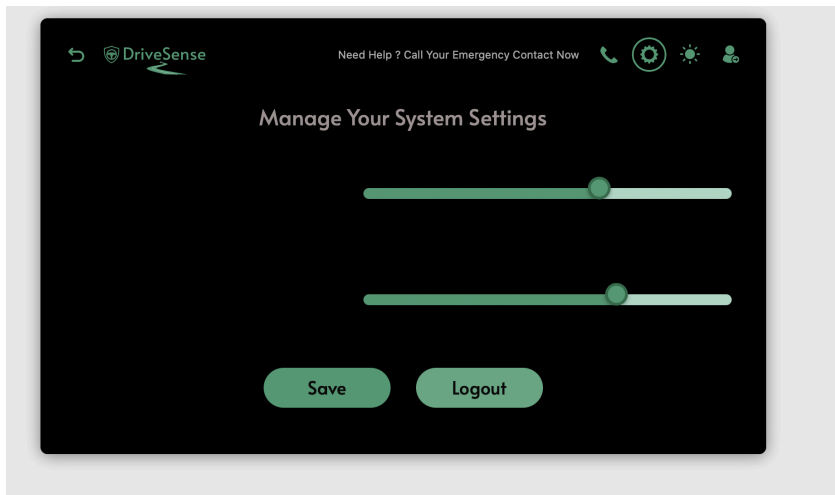 DriveSense
Need Help ? Call Your Emergency Contact Now
Manage Your System Settings
Save
Logout